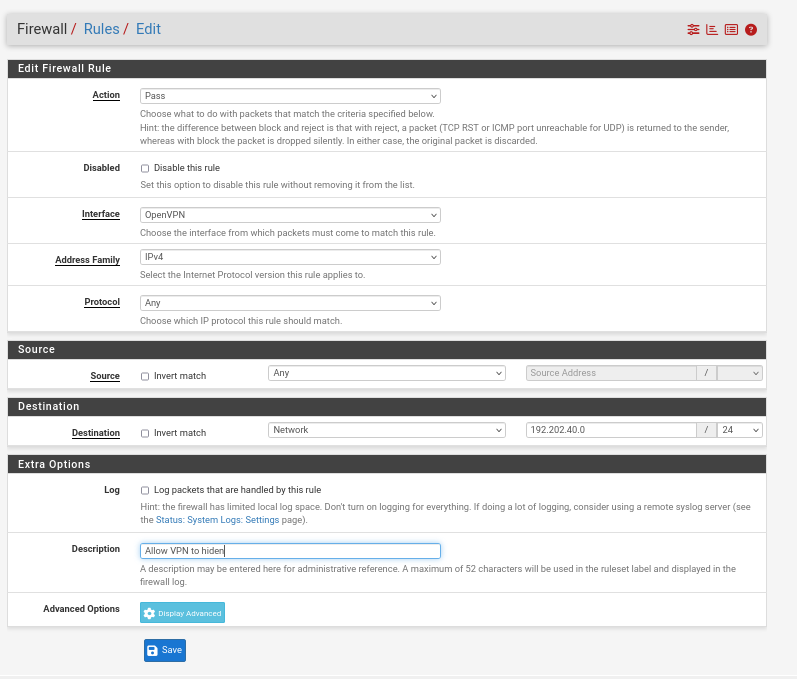 Firewall / Rules / Edit
Edit Firewall Rule
Action
Pass
Choose what to do with packets that match the criteria specified below.
Hint: the difference between block and reject is that with reject, a packet (TCP RST or ICMP port unreachable for UDP) is returned to the sender,
whereas with block the packet is dropped silently. In either case, the original packet is discarded.
Disabled
Disable this rule
Set this option to disable this rule without removing it from the list.
Interface
OpenVPN
Choose the interface from which packets must come to match this rule.
Address Family
IPv4
Select the Internet Protocol version this rule applies to.
Protocol
Any
Choose which IP protocol this rule should match.
Source
Source
Invert match
Any
Source Address
/
Destination
Destination
Invert match
Network
192.202.40.0
/
24
Extra Options
Log
Log packets that are handled by this rule
Hint: the firewall has limited local log space. Don't turn on logging for everything. If doing a lot of logging, consider using a remote syslog server (see
the Status: System Logs: Settings page).
Description
Allow VPN to hiden
A description may be entered here for administrative reference. A maximum of 52 characters will be used in the ruleset label and displayed in the
firewall log.
Advanced Options
Display Advanced
Save